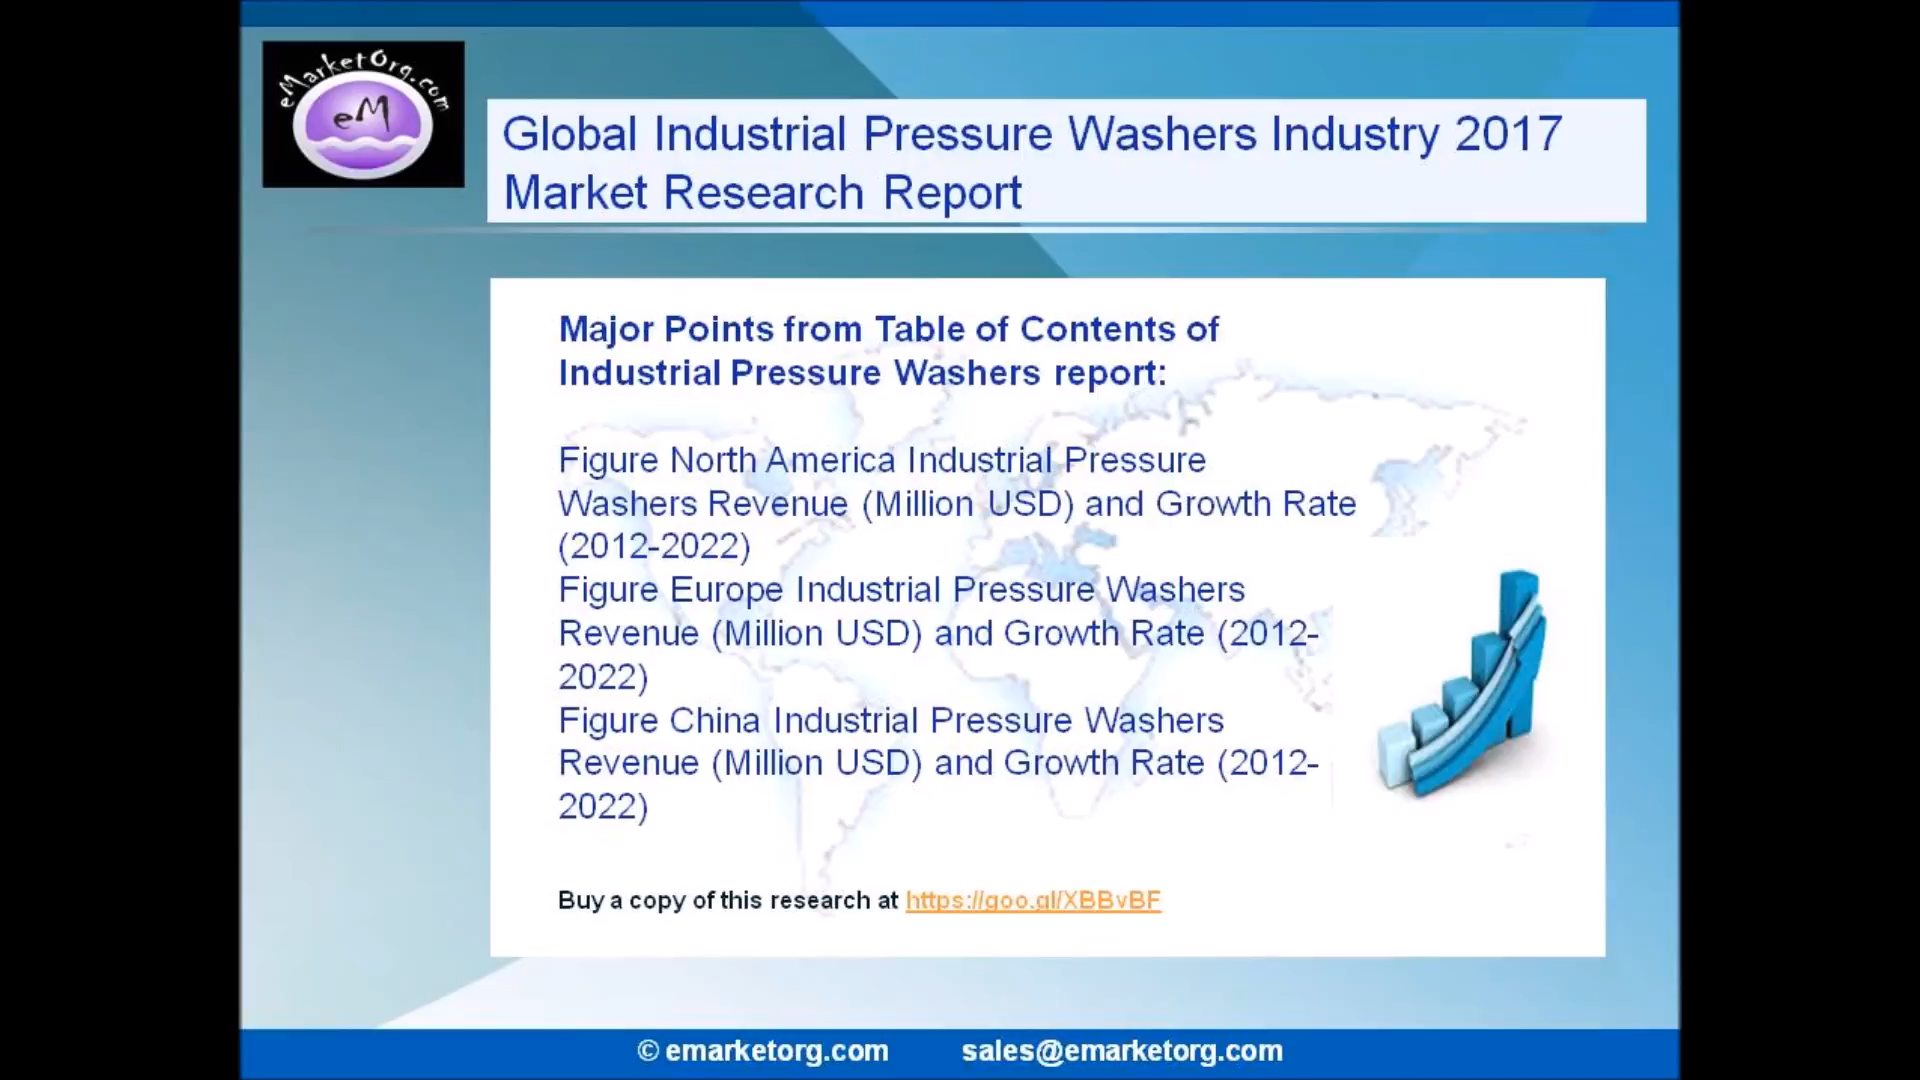 eMarketOrg.com
eM
Global Industrial Pressure Washers Industry 2017
Market Research Report
Major Points from Table of Contents of
Industrial Pressure Washers report:
Figure North America Industrial Pressure
Washers Revenue (Million USD) and Growth Rate
(2012-2022)
Figure Europe Industrial Pressure Washers
Revenue (Million USD) and Growth Rate (2012-
2022)
Figure China Industrial Pressure Washers
Revenue (Million USD) and Growth Rate (2012-
2022)
Buy a copy of this research at https://goo.gl/XBBvBF
© emarketorg.com sales@emarketorg.com